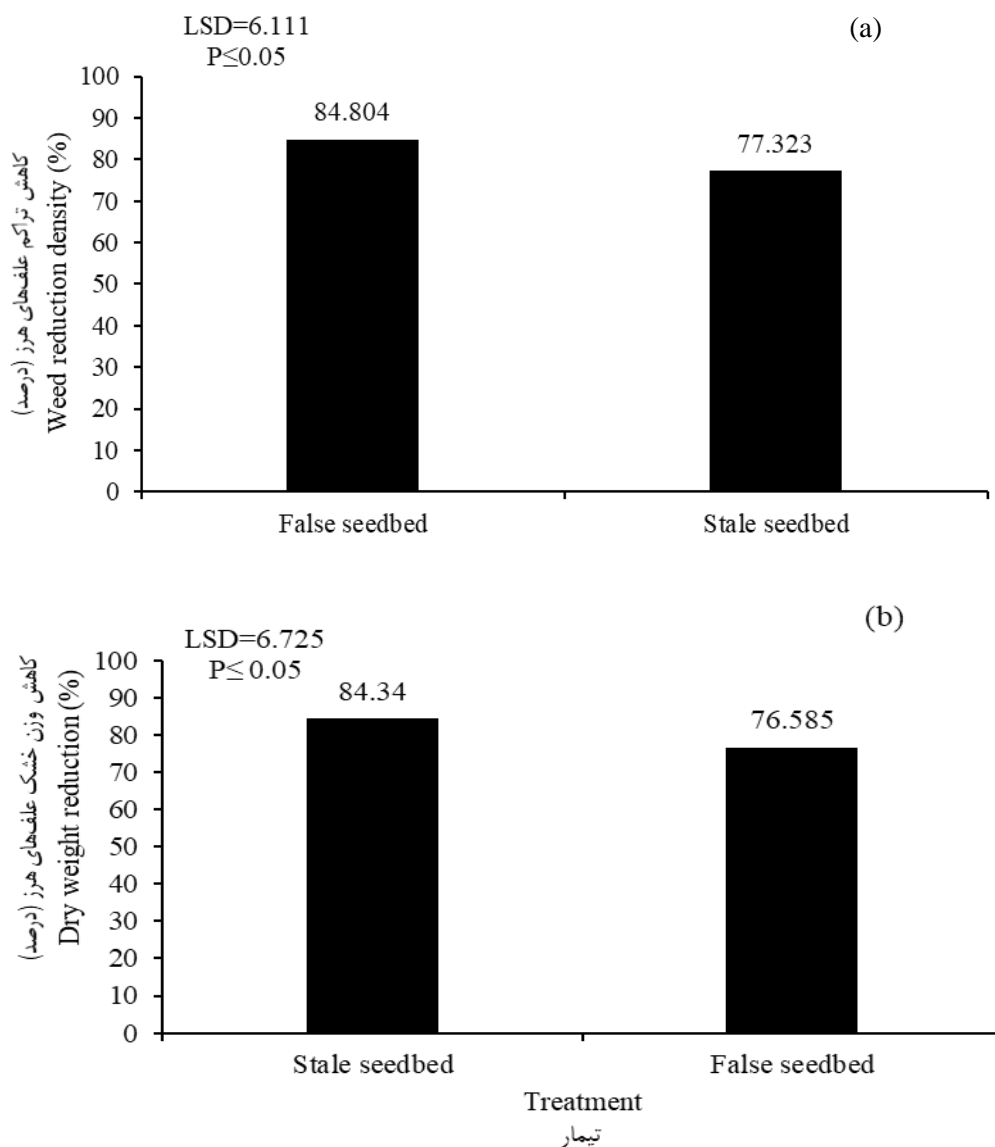 LSD=6.111
P≤0.05
(a)
کاهش تراکم علف‌های هرز (درصد)
Weed reduction density (%)
100
90
80
70
60
50
40
30
20
10
0
84.804
77.323
False seedbed
Stale seedbed
LSD=6.725
P≤ 0.05
(b)
کاهش وزن خشک علف‌های هرز (درصد)
Dry weight reduction (%)
100
90
80
70
60
50
40
30
20
10
0
84.34
76.585
Stale seedbed
False seedbed
Treatment
تیمار